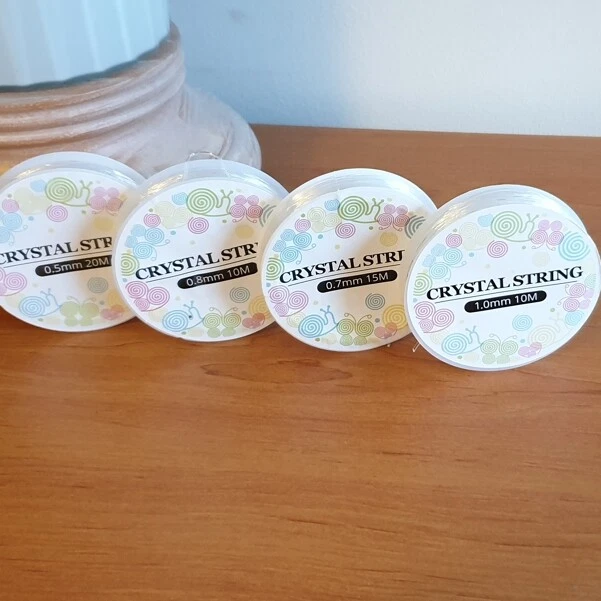 CRYSTAL STR
0.5mm 20M
CRYSTAL STRI
0.8mm 10M
CRYSTAL STRI
0.7mm 15M
CRYSTAL STRING
1.0mm 10M